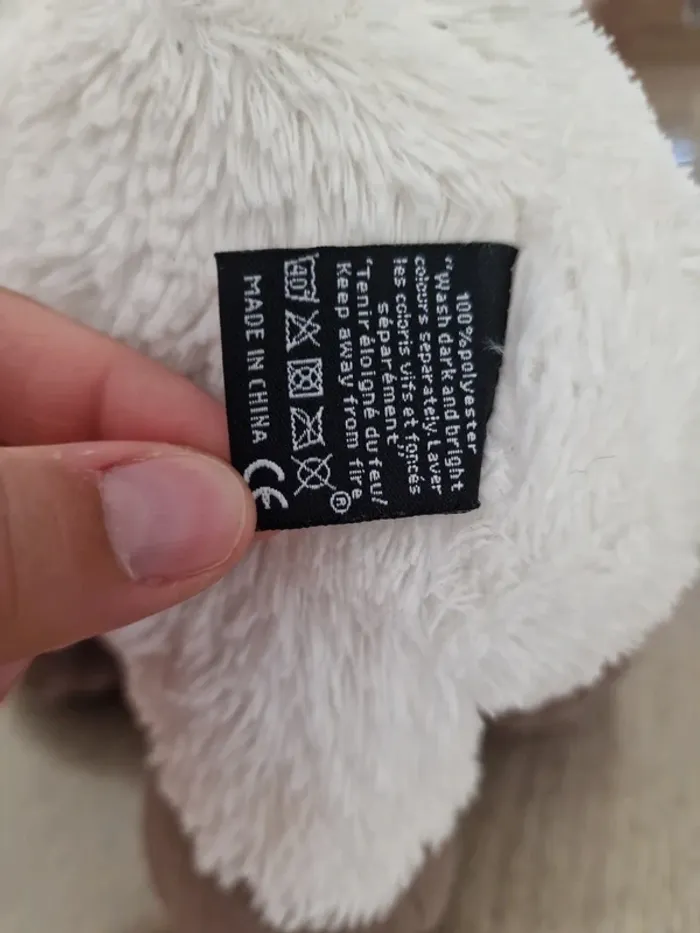 100%polyester
"Wash dark and bright
colours separately. Laver
les coloris vifs et foncés
séparément"
"Tenir éloigné du feu/
Keep away from fire
40
®
MADE IN CHINA
CE